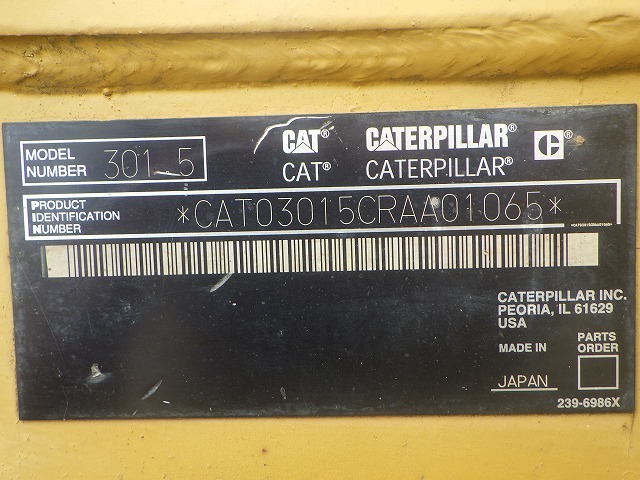 MODEL NUMBER 301.5
CAT® CATERPILLAR®
CAT® CATERPILLAR®
PRODUCT IDENTIFICATION NUMBER *CAT03015CRAA01065*
*CAT03015CRAA01065*
CATERPILLAR INC.
PEORIA, IL 61629
USA
MADE IN JAPAN
PARTS ORDER
239-6986X